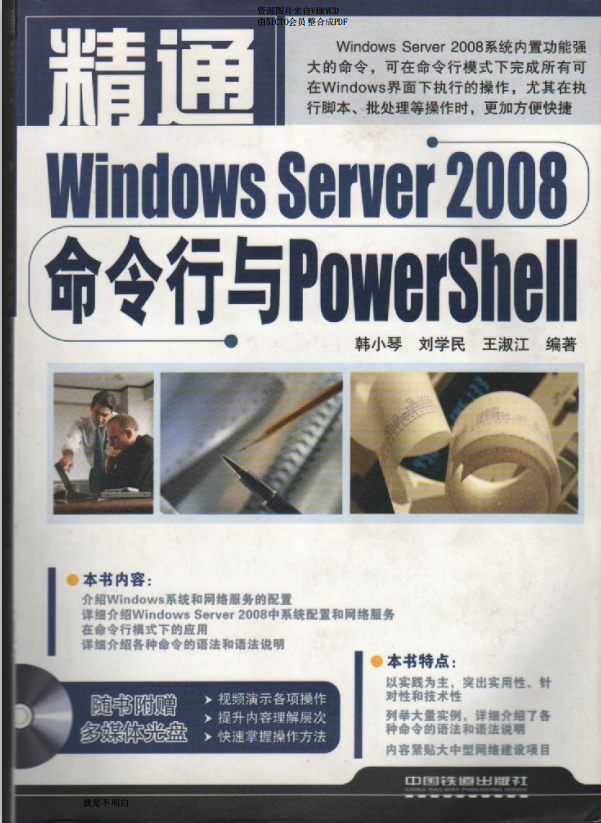 资源图片来自VERYCD
由51CTO会员 整合成PDF
精通
Windows Server 2008系统内置功能强
大的命令，可在命令行模式下完成所有可
在Windows界面下执行的操作，尤其在执
行脚本、批处理等操作时，更加方便快捷
Windows Server 2008
命令行与PowerShell
韩小琴 刘学民 王淑江 编著
本书内容：
介绍Windows系统和网络服务的配置
详细介绍Windows Server 2008中系统配置和网络服务
在命令行模式下的应用
详细介绍各种命令的语法和语法说明
本书特点：
以实践为主，突出实用性、针
对性和技术性
列举大量实例，详细介绍了各
种命令的语法和语法说明
内容紧贴大中型网络建设项目
随书附赠
多媒体光盘
视频演示各项操作
提升内容理解层次
快速掌握操作方法
中国铁道出版社
CHINA RAILWAY PUBLISHING HOUSE
就是不明白